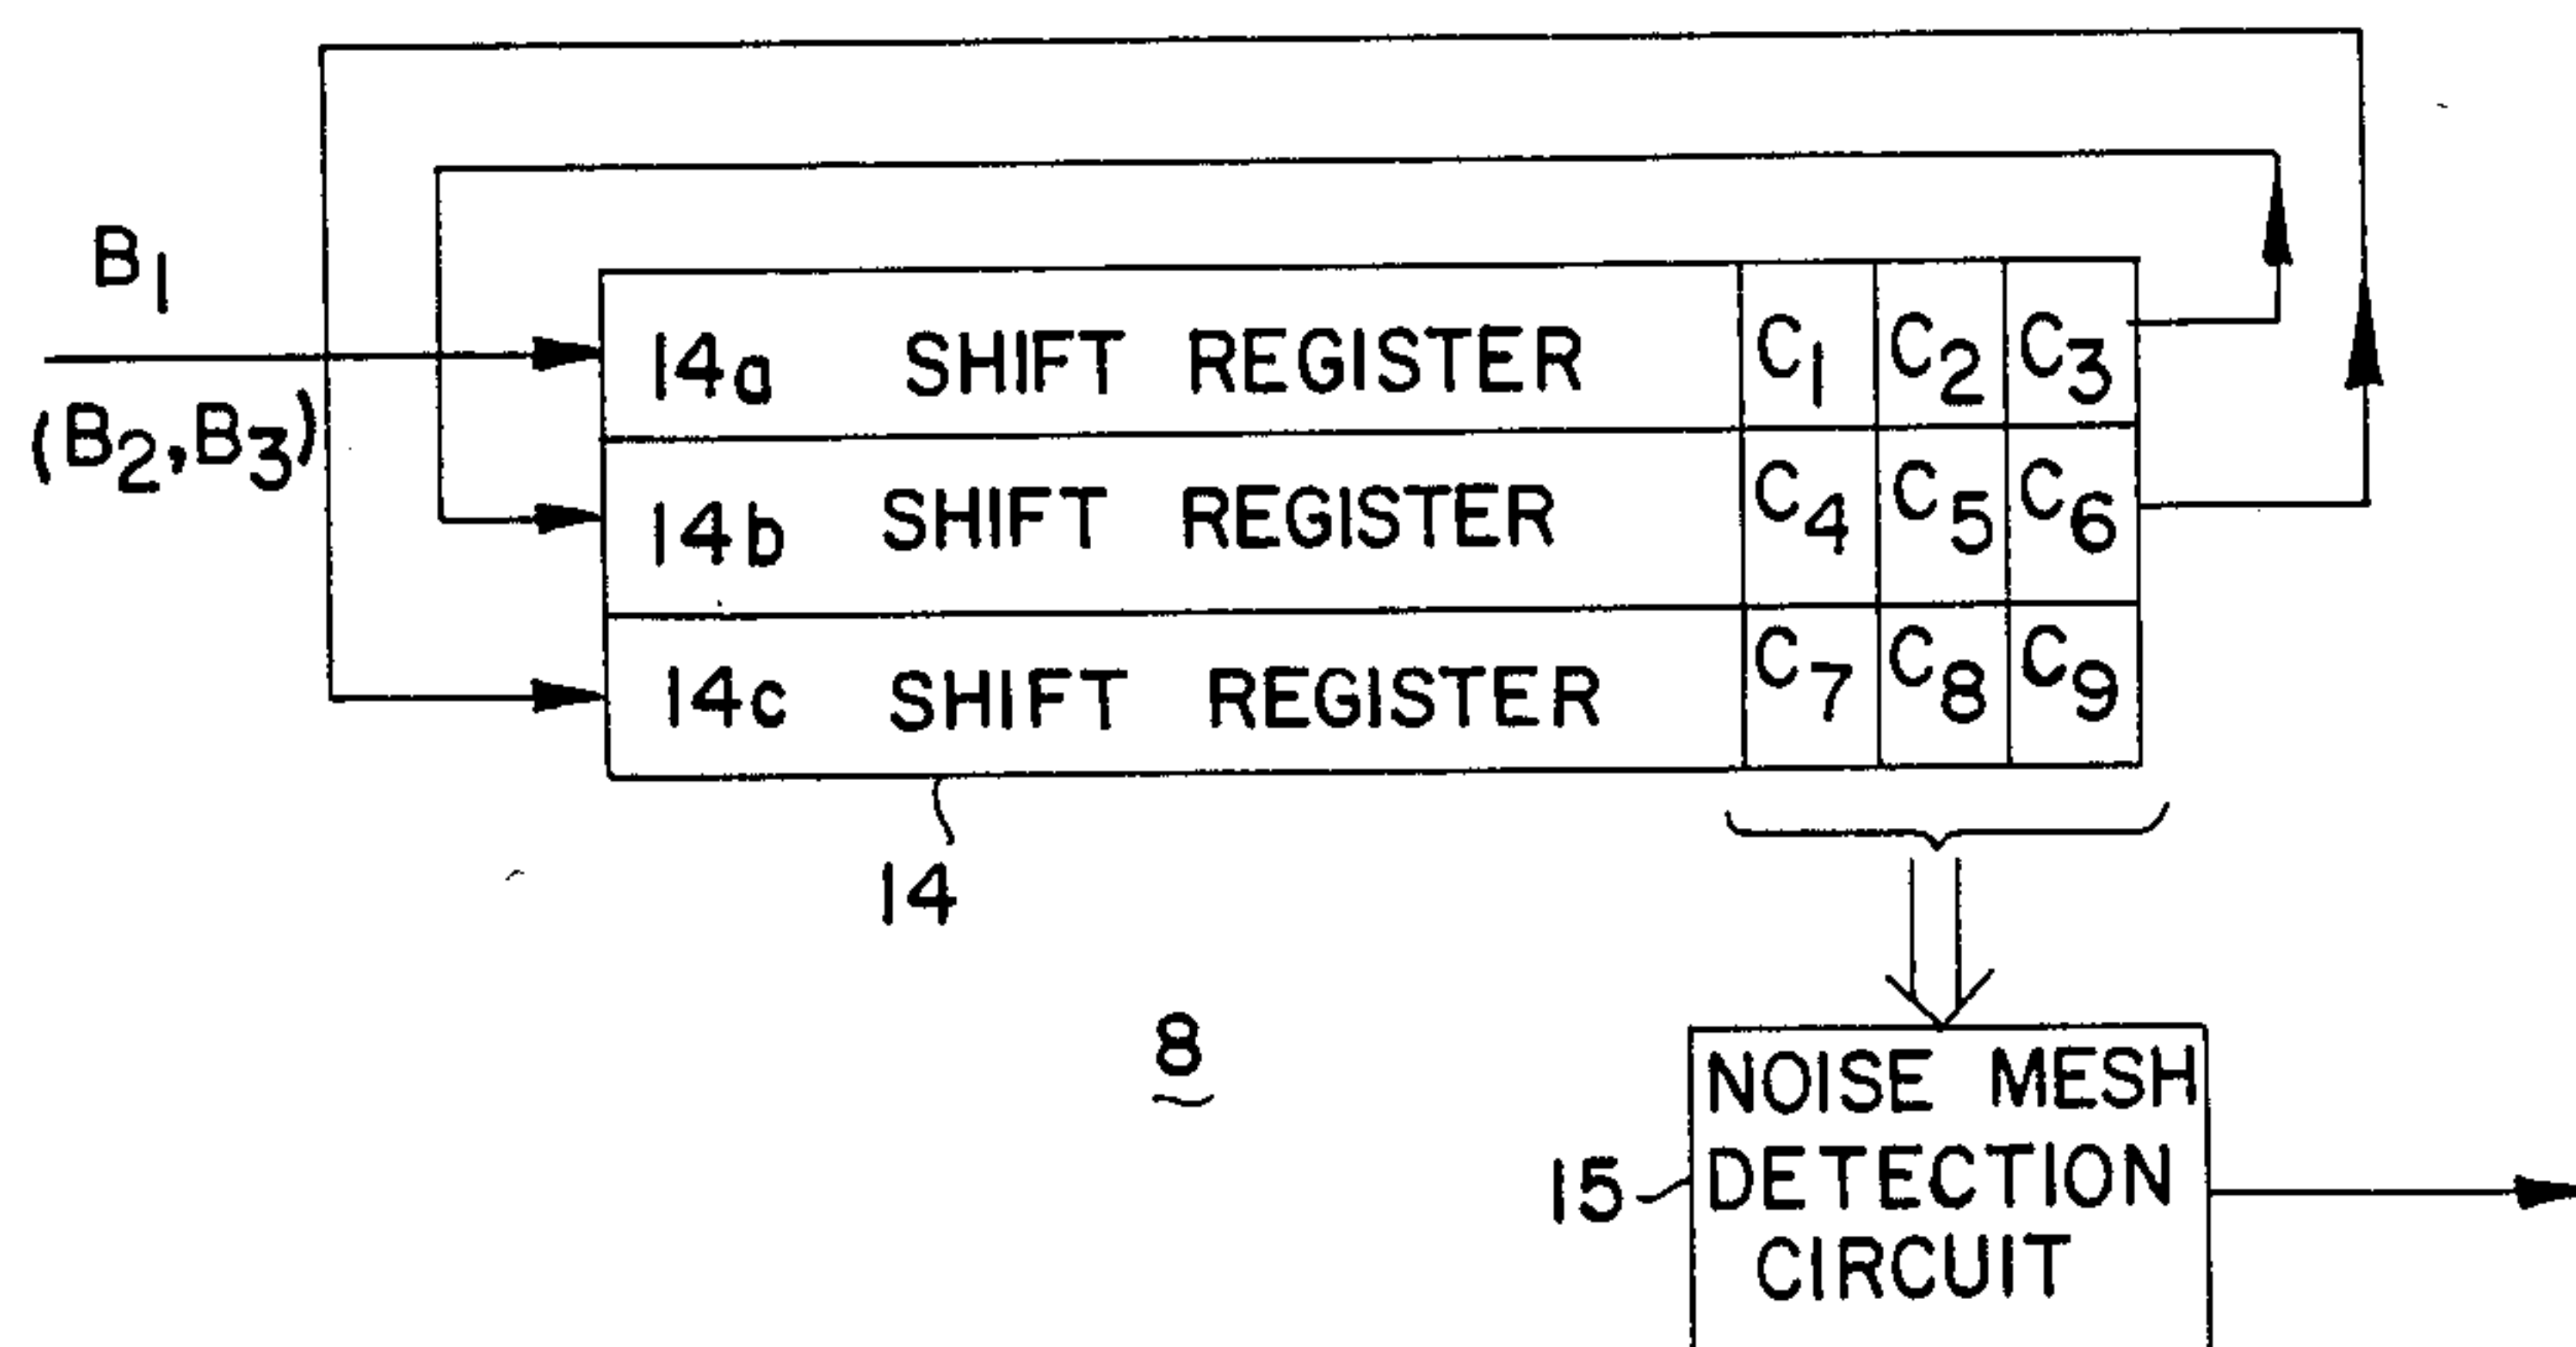 B1
(B2,B3)
14a SHIFT REGISTER C1 C2 C3
14b SHIFT REGISTER C4 C5 C6
14c SHIFT REGISTER C7 C8 C9
14
8
15
NOISE MESH
DETECTION
CIRCUIT